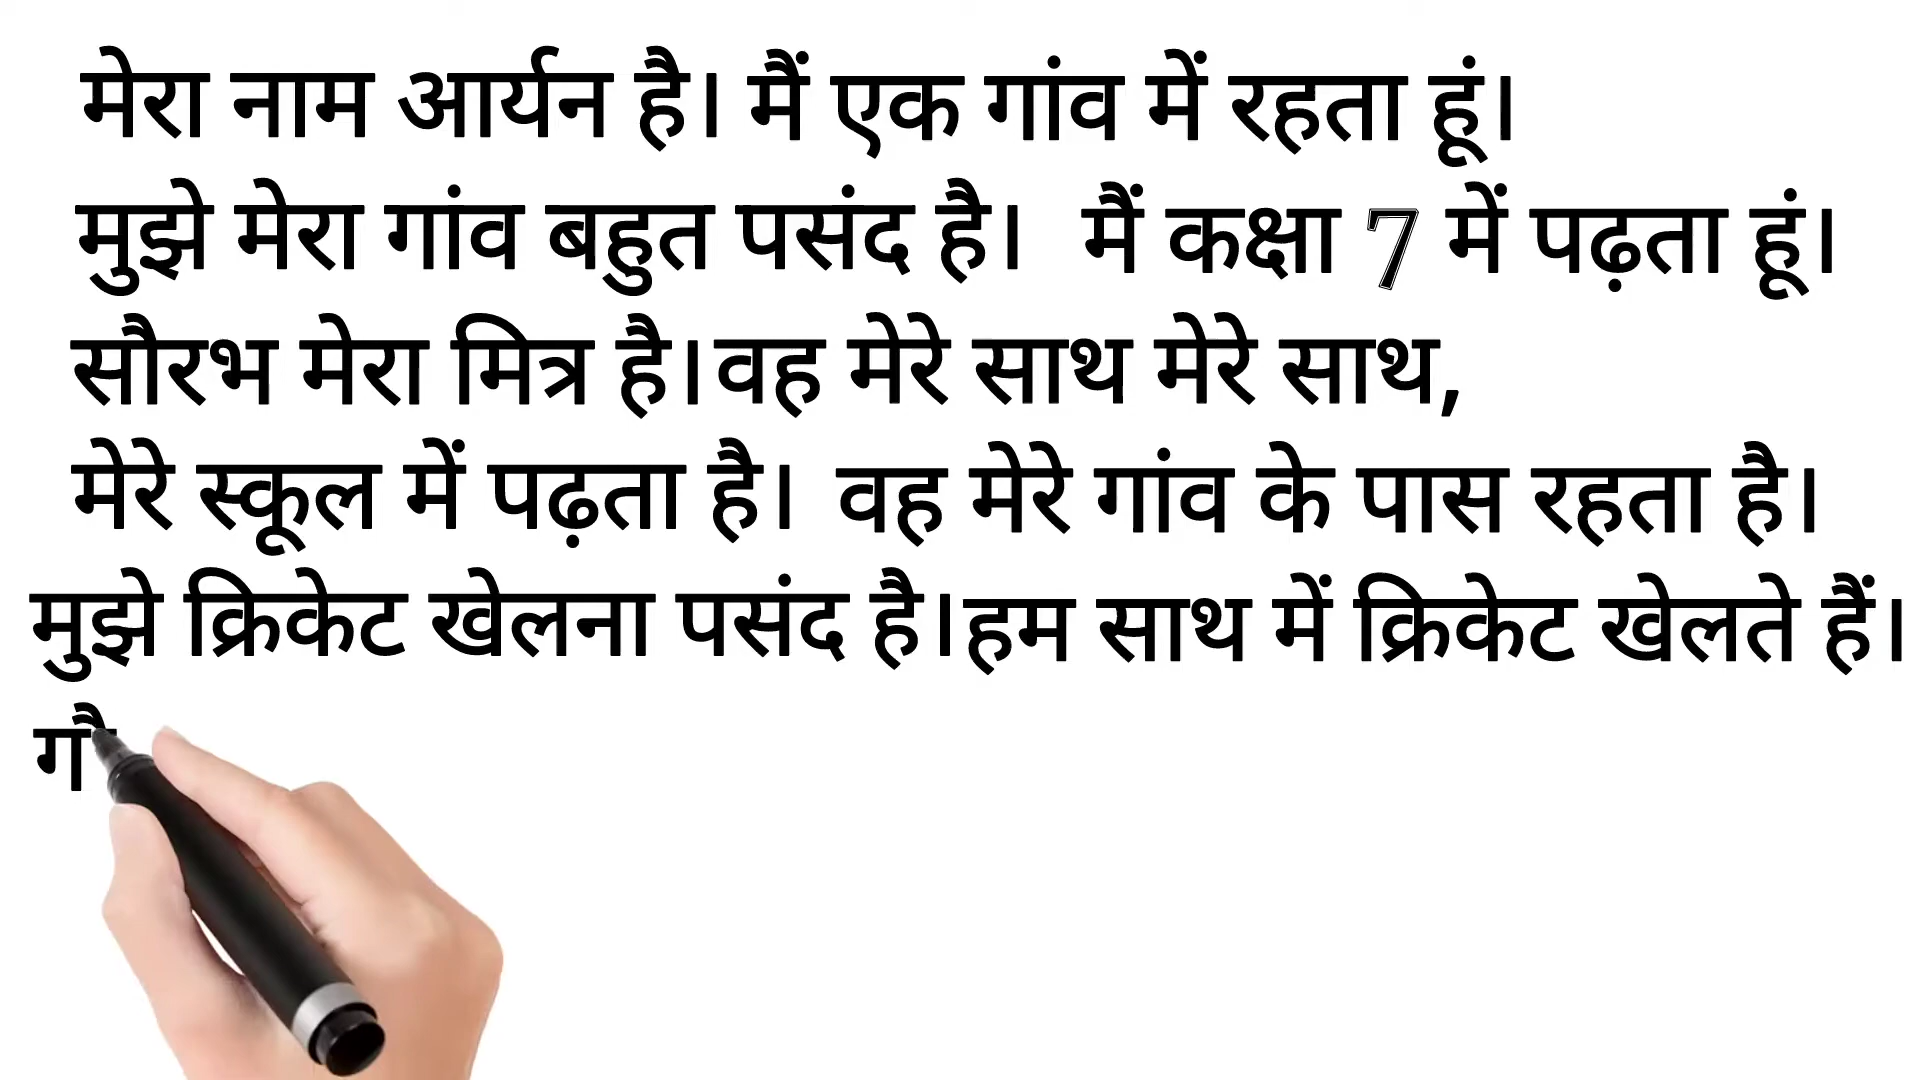 मेरा नाम आर्यन है। मैं एक गांव में रहता हूं।
मुझे मेरा गांव बहुत पसंद है। मैं कक्षा 7 में पढ़ता हूं।
सौरभ मेरा मित्र है।वह मेरे साथ मेरे साथ,
मेरे स्कूल में पढ़ता है। वह मेरे गांव के पास रहता है।
मुझे क्रिकेट खेलना पसंद है।हम साथ में क्रिकेट खेलते हैं।